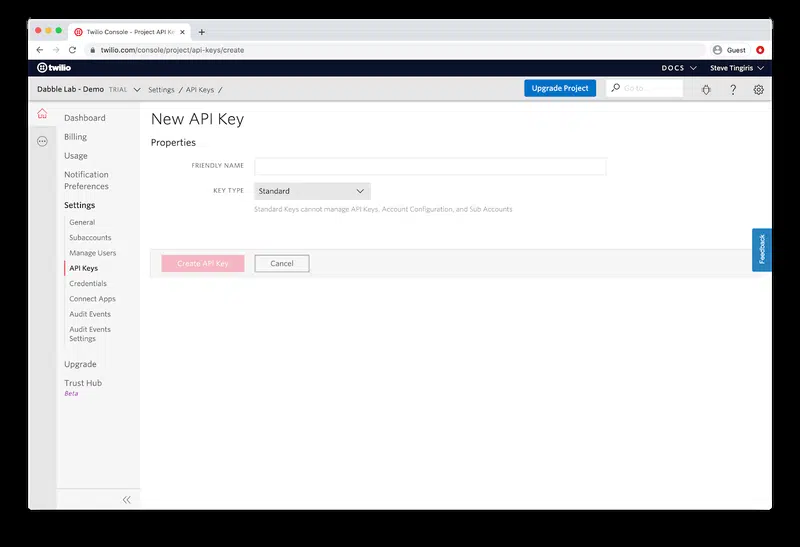 Twilio Console - Project API K
twilio.com/console/project/api-keys/create
Guest
twilio
DOCS
Steve Tingiris
Dabble Lab - Demo TRIAL
Settings / API Keys /
Upgrade Project
Go to...
?
Dashboard
Billing
Usage
Notification
Preferences
Settings
General
Subaccounts
Manage Users
API Keys
Credentials
Connect Apps
Audit Events
Audit Events
Settings
Upgrade
Trust Hub
Beta
New API Key
Properties
FRIENDLY NAME
KEY TYPE
Standard
Standard Keys cannot manage API Keys, Account Configuration, and Sub Accounts
Create API Key
Cancel
Feedback